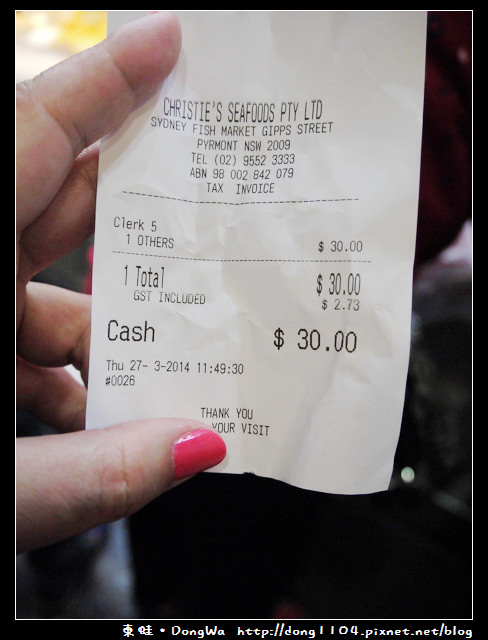 CHRISTIE'S SEAFOODS PTY LTD
SYDNEY FISH MARKET GIPPS STREET
PYRMONT NSW 2009
TEL (02) 9552 3333
ABN 98 002 842 079
TAX INVOICE
Clerk 5
1 OTHERS $ 30.00
1 Total $ 30.00
GST INCLUDED $ 2.73
Cash $ 30.00
Thu 27- 3-2014 11:49:30
#0026
THANK YOU
YOUR VISIT
東蛙•DongWa http://dong1104.pixnet.net/blog